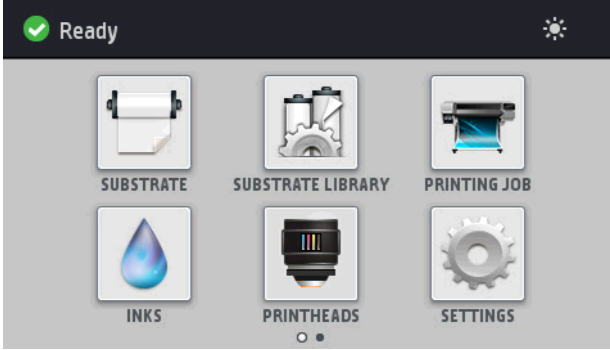 Ready
SUBSTRATE
SUBSTRATE LIBRARY
PRINTING JOB
INKS
PRINTHEADS
SETTINGS